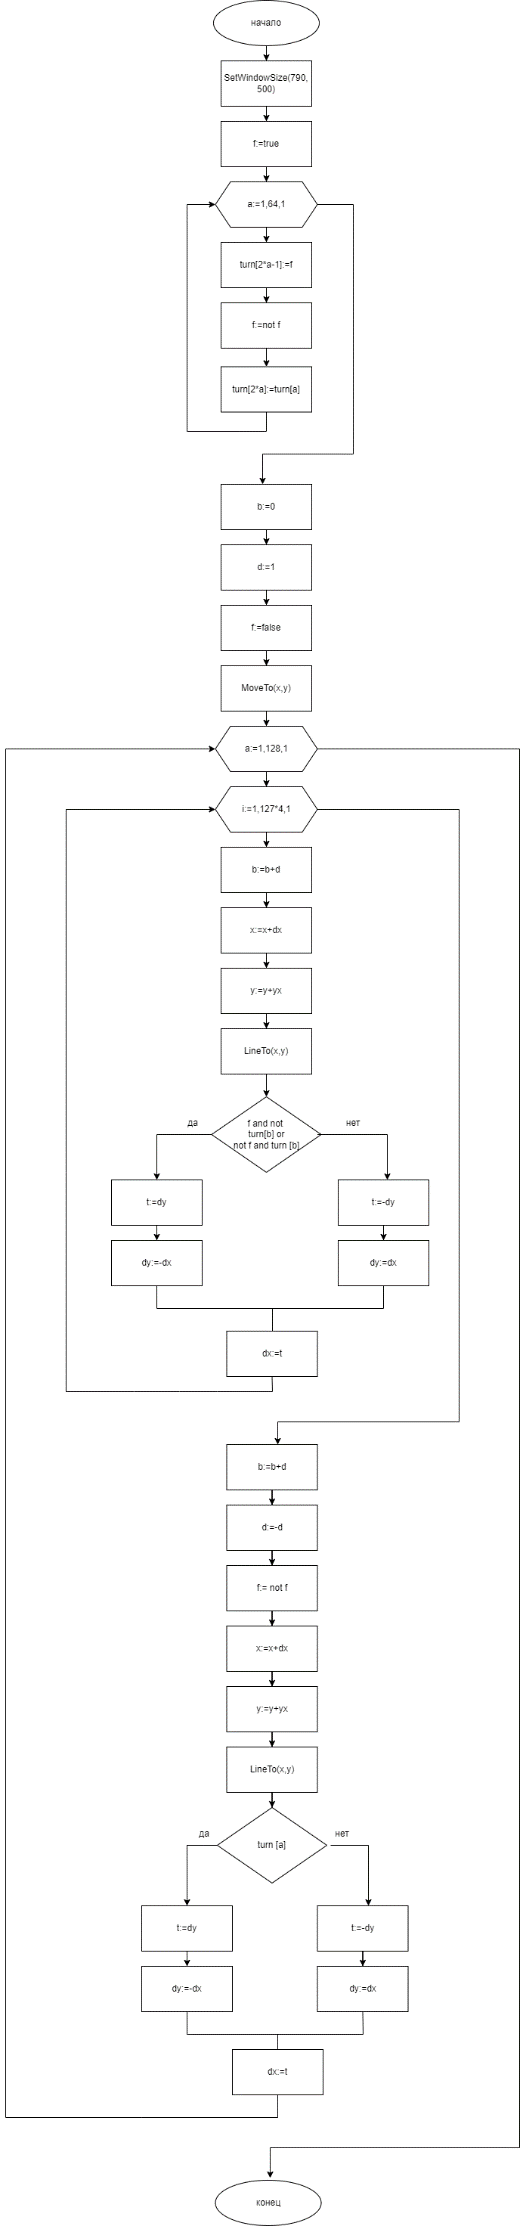 начало
SetWindowSize(790,
500)
f:=true
a:=1,64,1
turn[2*a-1]:=f
f:=not f
turn[2*a]:=turn[a]
b:=0
d:=1
f:=false
MoveTo(x,y)
a:=1,128,1
i:=1,127*4,1
b:=b+d
x:=x+dx
y:=y+yx
LineTo(x,y)
f and not
turn[b] or
not f and turn [b]
да
нет
t:=dy
t:=-dy
dy:=-dx
dy:=dx
dx:=t
b:=b+d
d:=-d
f:= not f
x:=x+dx
y:=y+yx
LineTo(x,y)
turn [a]
да
нет
t:=dy
t:=-dy
dy:=-dx
dy:=dx
dx:=t
конец